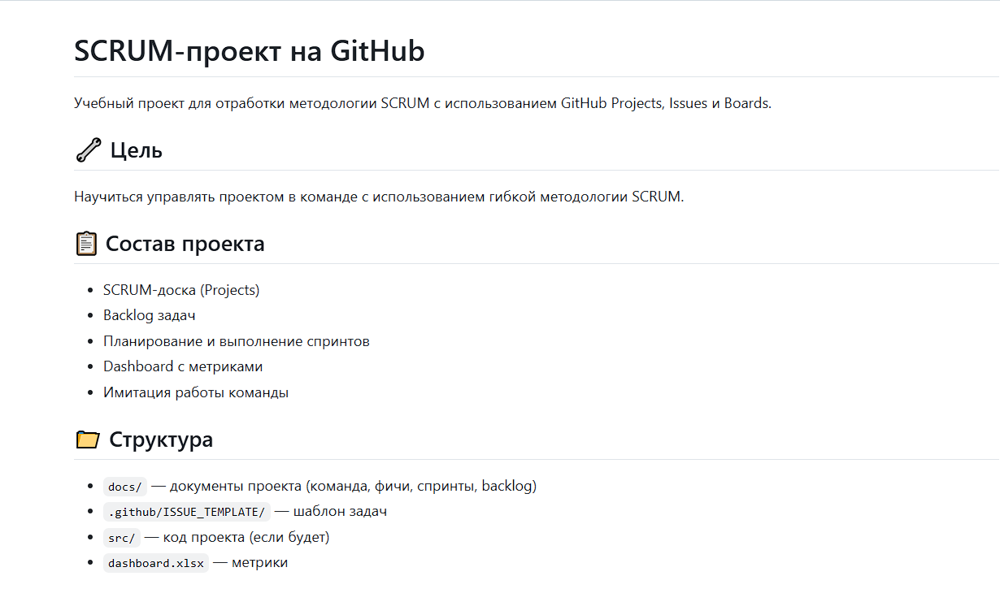 SCRUM-проект на GitHub
Учебный проект для отработки методологии SCRUM с использованием GitHub Projects, Issues и Boards.
Цель
Научиться управлять проектом в команде с использованием гибкой методологии SCRUM.
Состав проекта
SCRUM-доска (Projects)
Backlog задач
Планирование и выполнение спринтов
Dashboard с метриками
Имитация работы команды
Структура
docs/ — документы проекта (команда, фичи, спринты, backlog)
.github/ISSUE_TEMPLATE/ — шаблон задач
src/ — код проекта (если будет)
dashboard.xlsx — метрики